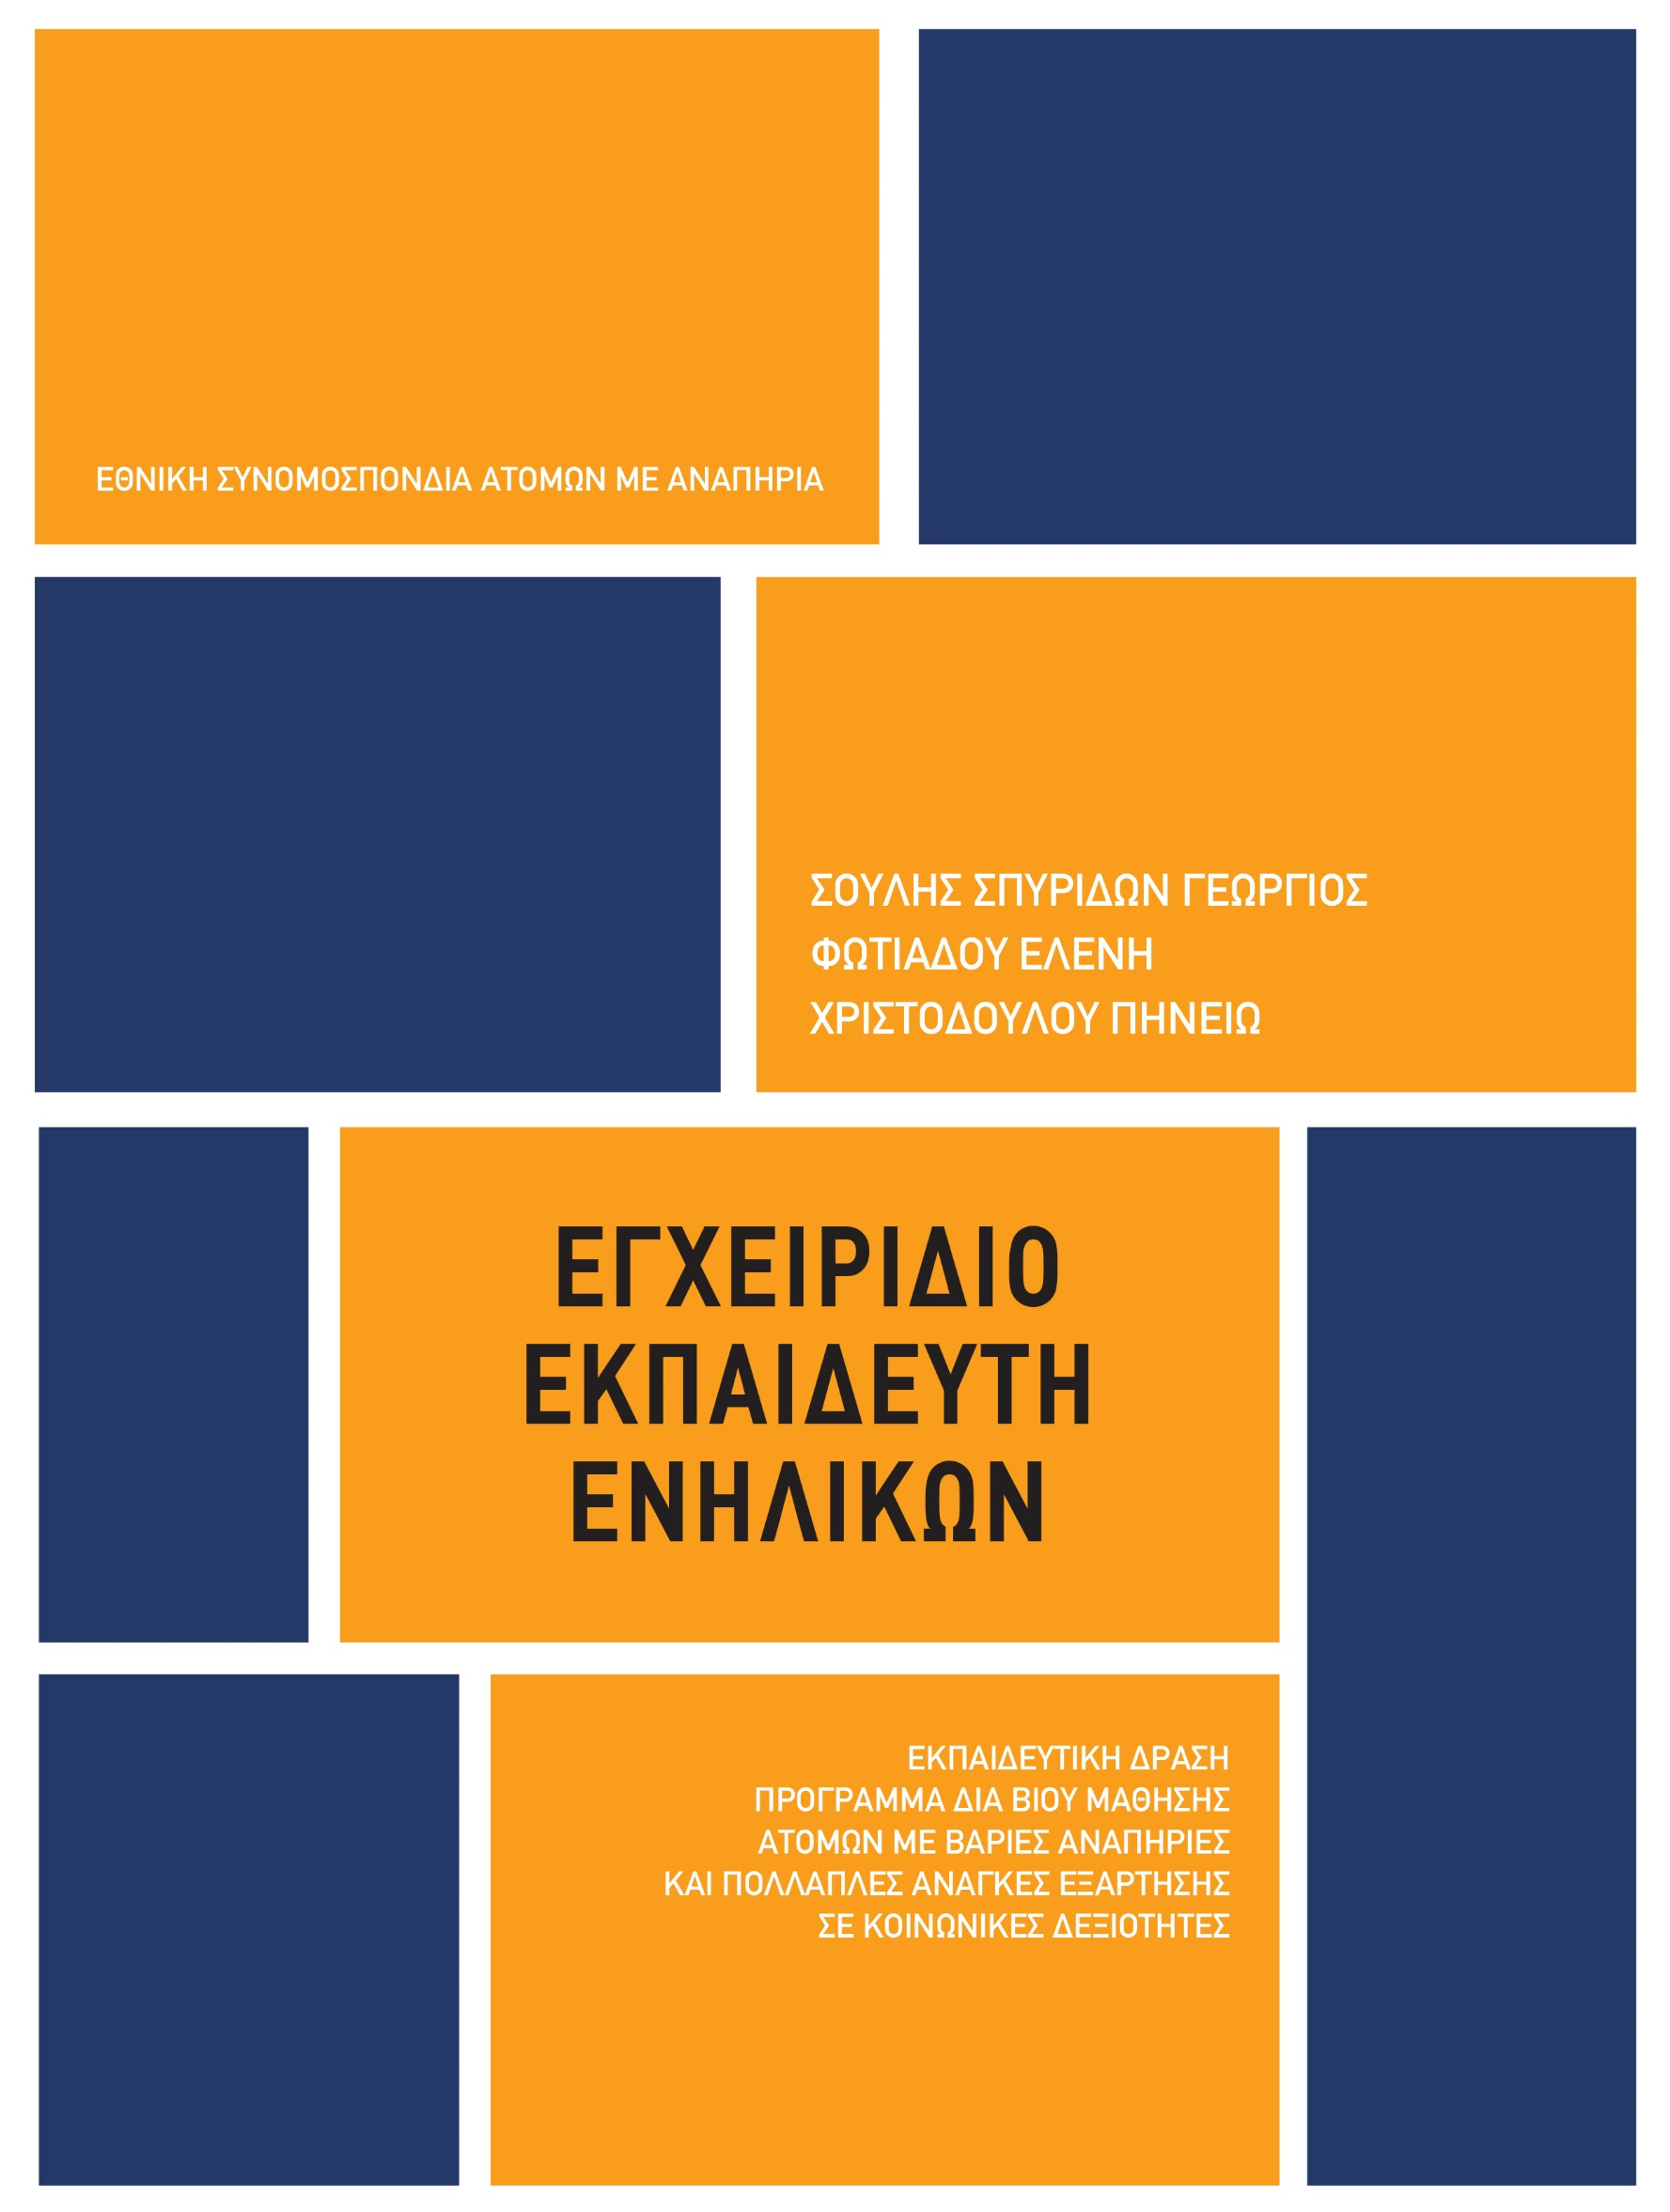 ΕΘΝΙΚΗ ΣΥΝΟΜΟΣΠΟΝΔΙΑ ΑΤΟΜΩΝ ΜΕ ΑΝΑΠΗΡΙΑ
ΣΟΥΛΗΣ ΣΠΥΡΙΔΩΝ ΓΕΩΡΓΙΟΣ
ΦΩΤΙΑΔΟΥ ΕΛΕΝΗ
ΧΡΙΣΤΟΔΟΥΛΟΥ ΠΗΝΕΙΩ
ΕΓΧΕΙΡΙΔΙΟ
ΕΚΠΑΙΔΕΥΤΗ
ΕΝΗΛΙΚΩΝ
ΕΚΠΑΙΔΕΥΤΙΚΗ ΔΡΑΣΗ
ΠΡΟΓΡΑΜΜΑ ΔΙΑ ΒΙΟΥ ΜΑΘΗΣΗΣ
ΑΤΟΜΩΝ ΜΕ ΒΑΡΙΕΣ ΑΝΑΠΗΡΙΕΣ
ΚΑΙ ΠΟΛΛΑΠΛΕΣ ΑΝΑΓΚΕΣ ΕΞΑΡΤΗΣΗΣ
ΣΕ ΚΟΙΝΩΝΙΚΕΣ ΔΕΞΙΟΤΗΤΕΣ